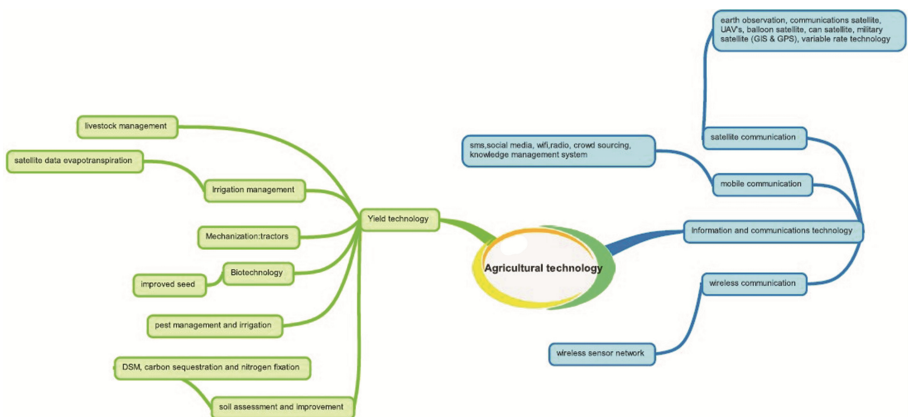 earth observation, communications satellite,
UAV's, balloon satellite, can satellite, military
satellite (GIS & GPS), variable rate technology
livestock management
satellite communication
sms,social media, wifi,radio, crowd sourcing,
knowledge management system
satellite data evapotranspiration
Irrigation management
mobile communication
Yield technology
Mechanization:tractors
Information and communications technology
Agricultural technology
Biotechnology
improved seed
wireless communication
pest management and irrigation
wireless sensor network
DSM, carbon sequestration and nitrogen fixation
soil assessment and improvement